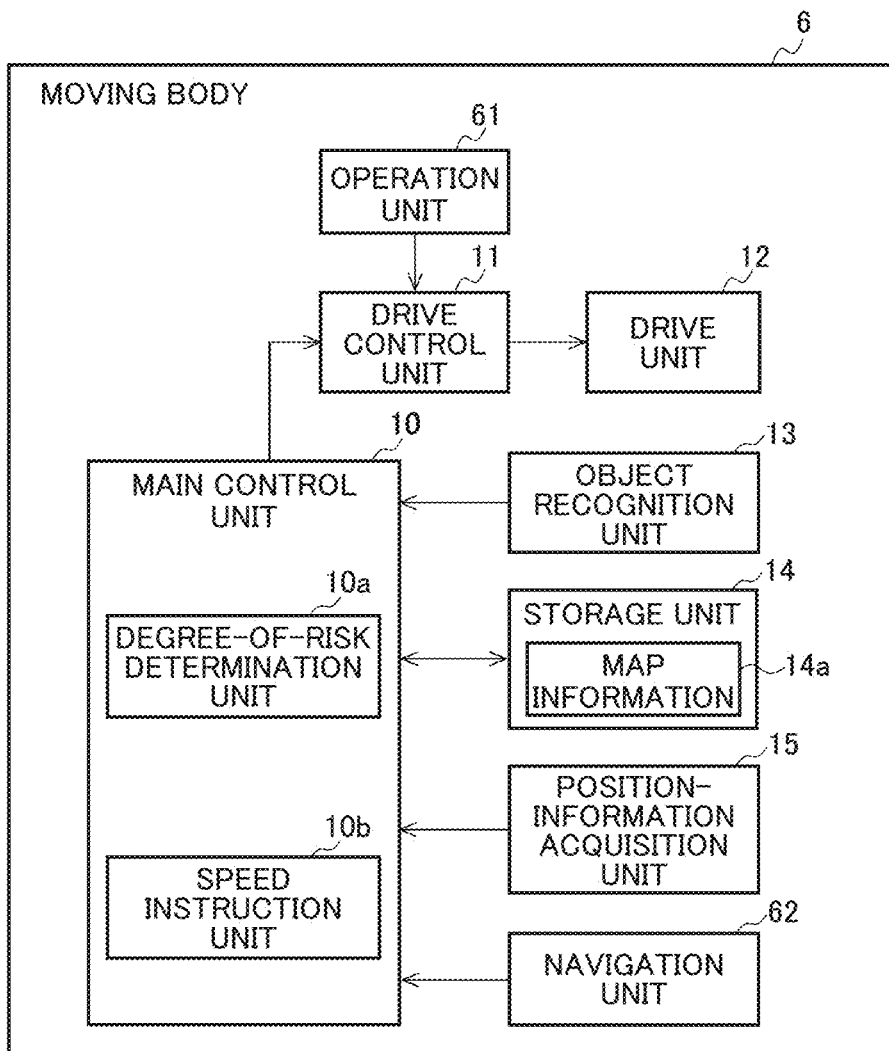 6
MOVING BODY
61
OPERATION
UNIT
11
DRIVE
CONTROL
UNIT
12
DRIVE
UNIT
10
MAIN CONTROL
UNIT
13
OBJECT
RECOGNITION
UNIT
10a
DEGREE-OF-RISK
DETERMINATION
UNIT
14
STORAGE UNIT
MAP
INFORMATION
14a
15
POSITION-
INFORMATION
ACQUISITION
UNIT
10b
SPEED
INSTRUCTION
UNIT
62
NAVIGATION
UNIT